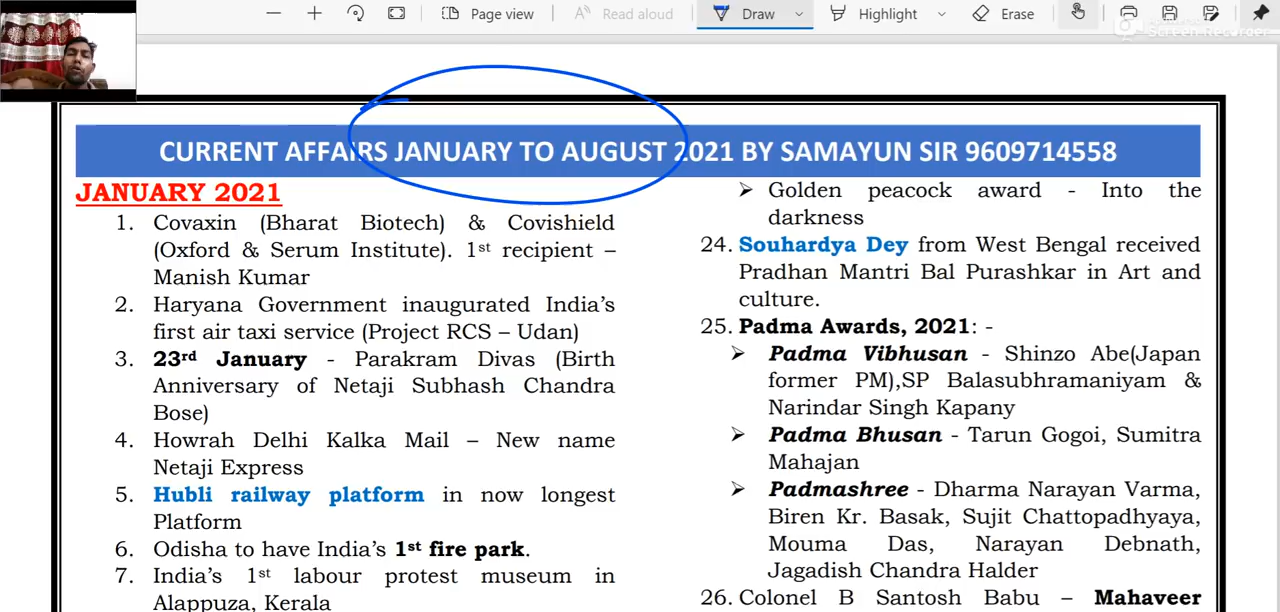 Page view
Read aloud
Draw
Highlight
Erase
Screen Recorder
CURRENT AFFAIRS JANUARY TO AUGUST 2021 BY SAMAYUN SIR 9609714558
JANUARY 2021
1. Covaxin (Bharat Biotech) & Covishield
(Oxford & Serum Institute). 1st recipient –
Manish Kumar
2. Haryana Government inaugurated India's
first air taxi service (Project RCS – Udan)
3. 23rd January - Parakram Divas (Birth
Anniversary of Netaji Subhash Chandra
Bose)
4. Howrah Delhi Kalka Mail – New name
Netaji Express
5. Hubli railway platform in now longest
Platform
6. Odisha to have India's 1st fire park.
7. India's 1st labour protest museum in
Alappuza, Kerala
➤ Golden peacock award - Into the
darkness
24. Souhardya Dey from West Bengal received
Pradhan Mantri Bal Purashkar in Art and
culture.
25. Padma Awards, 2021: -
➤ Padma Vibhusan - Shinzo Abe(Japan
former PM),SP Balasubhramaniyam &
Narindar Singh Kapany
➤ Padma Bhusan - Tarun Gogoi, Sumitra
Mahajan
➤ Padmashree - Dharma Narayan Varma,
Biren Kr. Basak, Sujit Chattopadhyaya,
Mouma Das, Narayan Debnath,
Jagadish Chandra Halder
26. Colonel B Santosh Babu – Mahaveer